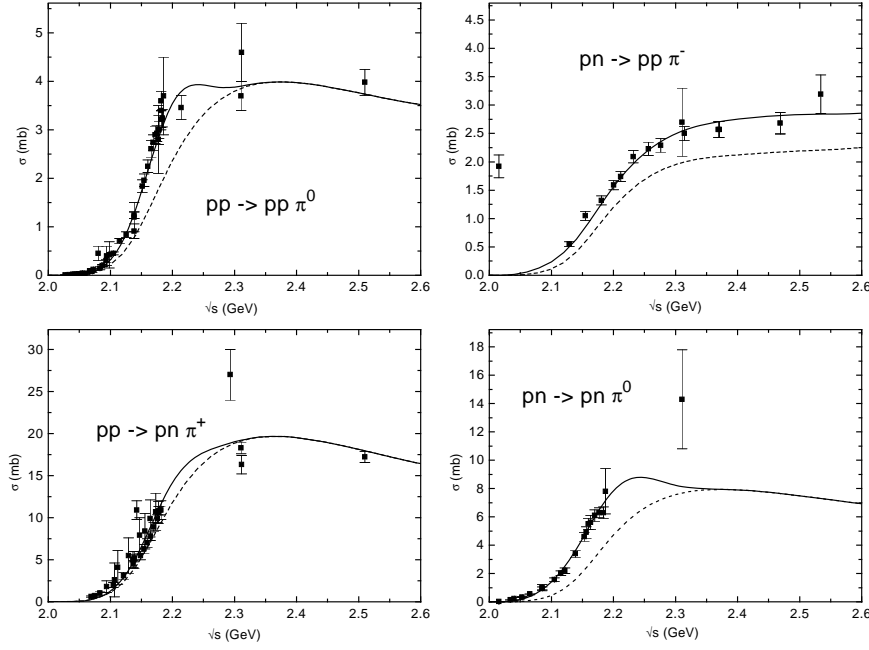 5
4
3
2
1
0
σ (mb)
pp -> pp π⁰
2.0 2.1 2.2 2.3 2.4 2.5 2.6
√s (GeV)
4.5
4.0
3.5
3.0
2.5
2.0
1.5
1.0
0.5
0.0
σ (mb)
pn -> pp π⁻
2.0 2.1 2.2 2.3 2.4 2.5 2.6
√s (GeV)
30
25
20
15
10
5
0
σ (mb)
pp -> pn π⁺
2.0 2.1 2.2 2.3 2.4 2.5 2.6
√s (GeV)
18
16
14
12
10
8
6
4
2
0
σ (mb)
pn -> pn π⁰
2.0 2.1 2.2 2.3 2.4 2.5 2.6
√s (GeV)